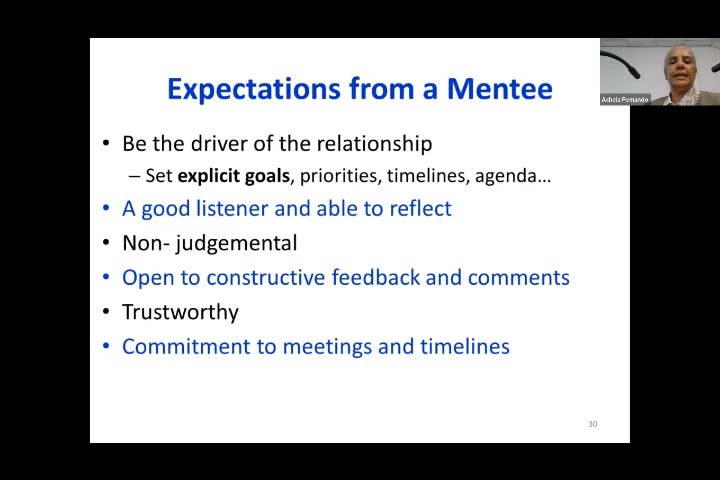 Expectations from a Mentee
Achela Fernando
• Be the driver of the relationship
– Set explicit goals, priorities, timelines, agenda...
• A good listener and able to reflect
• Non- judgemental
• Open to constructive feedback and comments
• Trustworthy
• Commitment to meetings and timelines
30